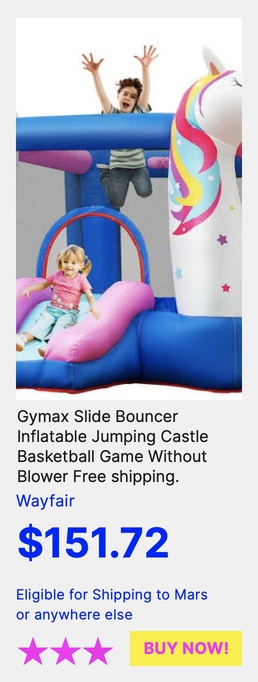 Gymax Slide Bouncer
Inflatable Jumping Castle
Basketball Game Without
Blower Free shipping.
Wayfair
$151.72
Eligible for Shipping to Mars
or anywhere else
BUY NOW!